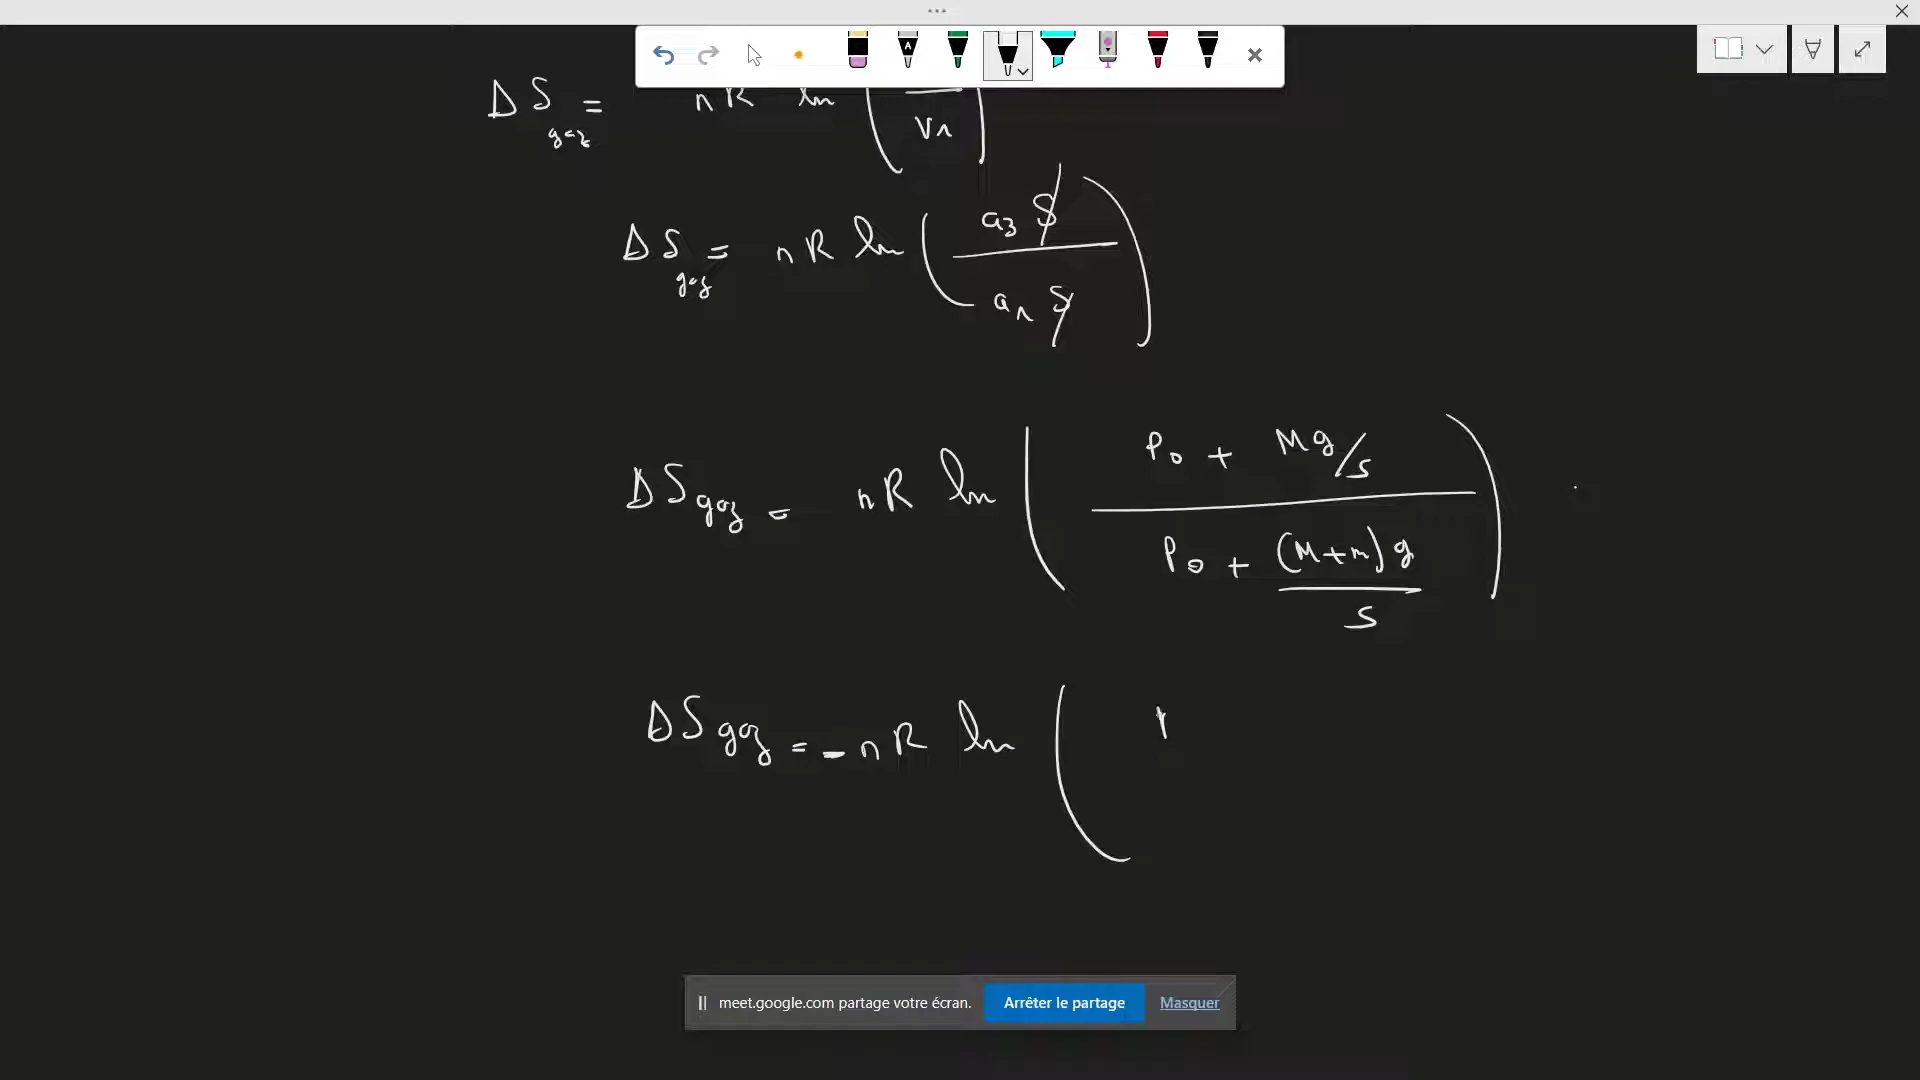 ΔS gaz = nR ln ( / V₁ )
A
ΔS gaz = nR ln ( a₃ S / a₁ S )
ΔS gaz = nR ln ( P₀ + Mg/S / P₀ + (M+m)g / S )
ΔS gaz = - nR ln (
meet.google.com partage votre écran. Arrêter le partage Masquer